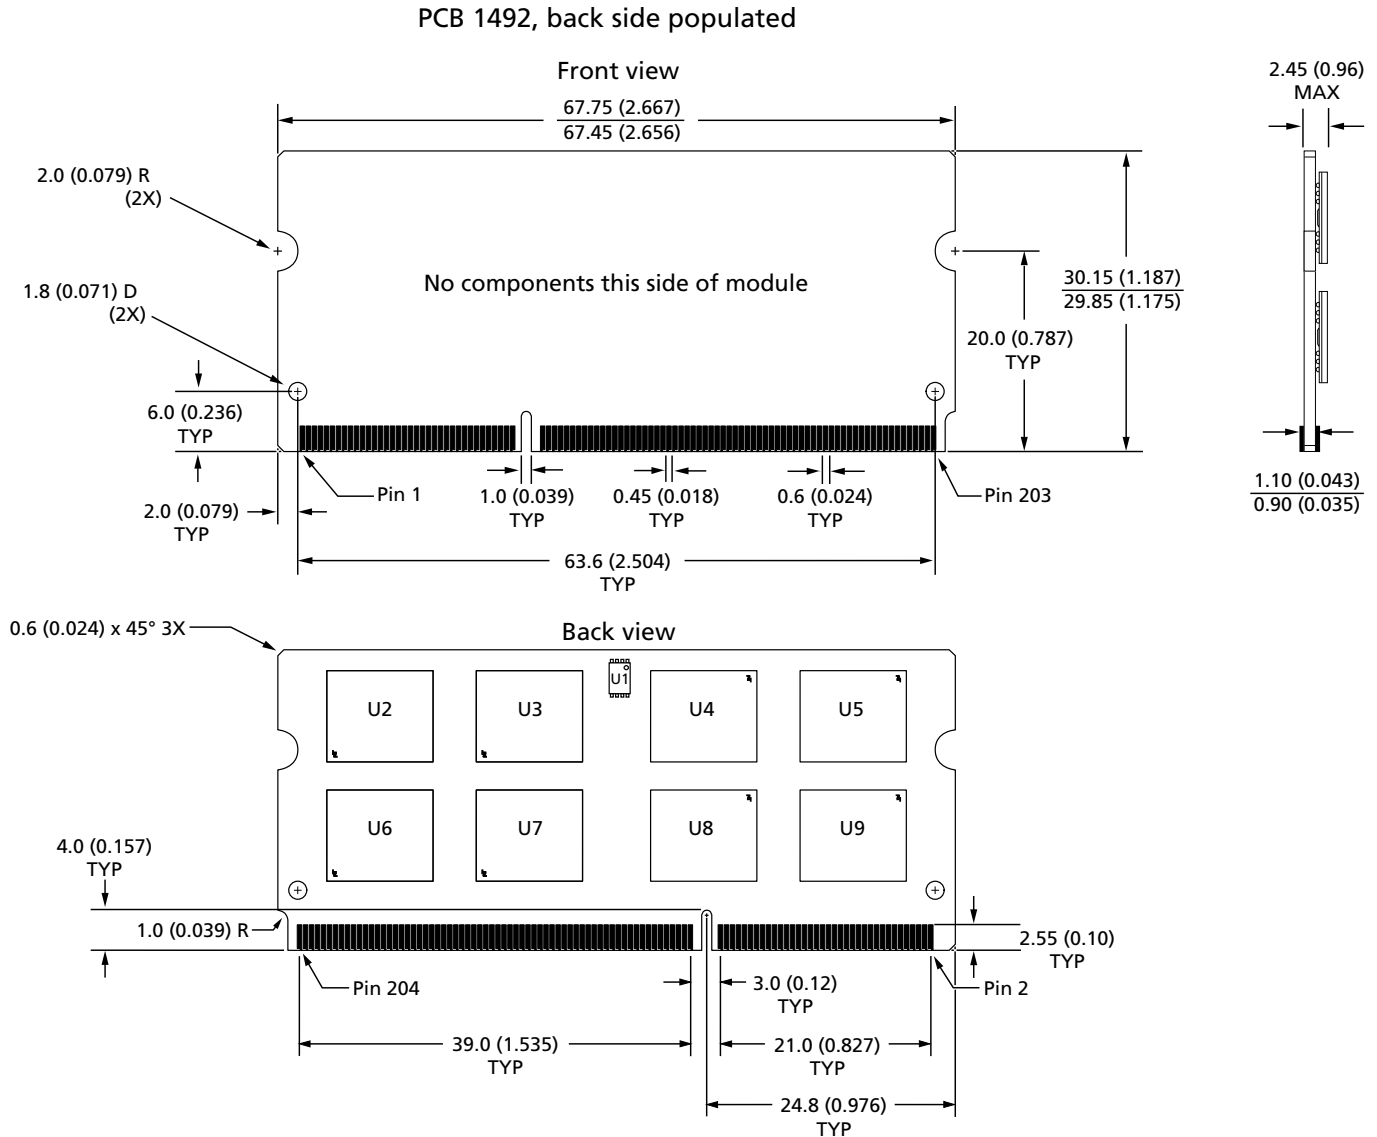 PCB 1492, back side populated
Front view
2.45 (0.96)
MAX
67.75 (2.667)
67.45 (2.656)
2.0 (0.079) R
(2X)
No components this side of module
30.15 (1.187)
29.85 (1.175)
1.8 (0.071) D
(2X)
20.0 (0.787)
TYP
6.0 (0.236)
TYP
Pin 1
1.0 (0.039)
TYP
0.45 (0.018)
TYP
0.6 (0.024)
TYP
Pin 203
1.10 (0.043)
0.90 (0.035)
2.0 (0.079)
TYP
63.6 (2.504)
TYP
0.6 (0.024) x 45° 3X
Back view
U1
U2
U3
U4
U5
U6
U7
U8
U9
4.0 (0.157)
TYP
1.0 (0.039) R
2.55 (0.10)
TYP
Pin 204
3.0 (0.12)
TYP
Pin 2
39.0 (1.535)
TYP
21.0 (0.827)
TYP
24.8 (0.976)
TYP